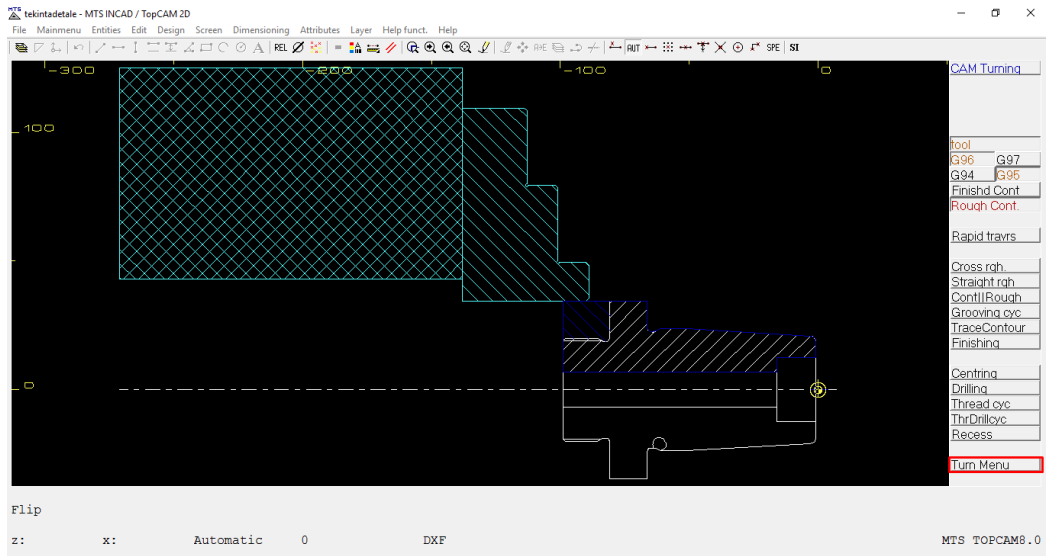 MTS tekintadetale - MTS INCAD / TopCAM 2D
File Mainmenu Entities Edit Design Screen Dimensioning Attributes Layer Help funct. Help
REL AUT SPE SI
-300 -200 -100 0
CAM Turning
100
tool
G96 G97
G94 G95
Finishd Cont
Rough Cont.
Rapid travrs
Cross rgh.
Straight rgh
Cont||Rough
Grooving cyc
TraceContour
Finishing
Centring
0
Drilling
Thread cyc
ThrDrillcyc
Recess
Turn Menu
Flip
z: x: Automatic 0 DXF MTS TOPCAM8.0